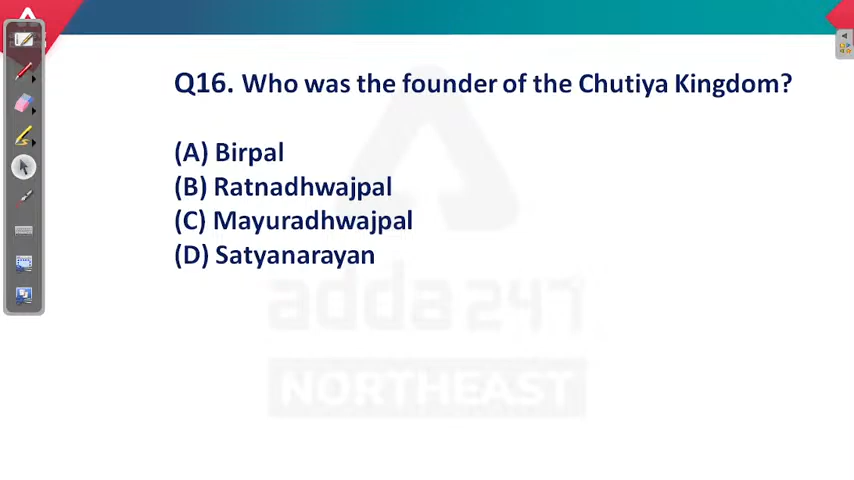 Q16. Who was the founder of the Chutiya Kingdom?
(A) Birpal
(B) Ratnadhwajpal
(C) Mayuradhwajpal
(D) Satyanarayan
adda 247
NORTHEAST